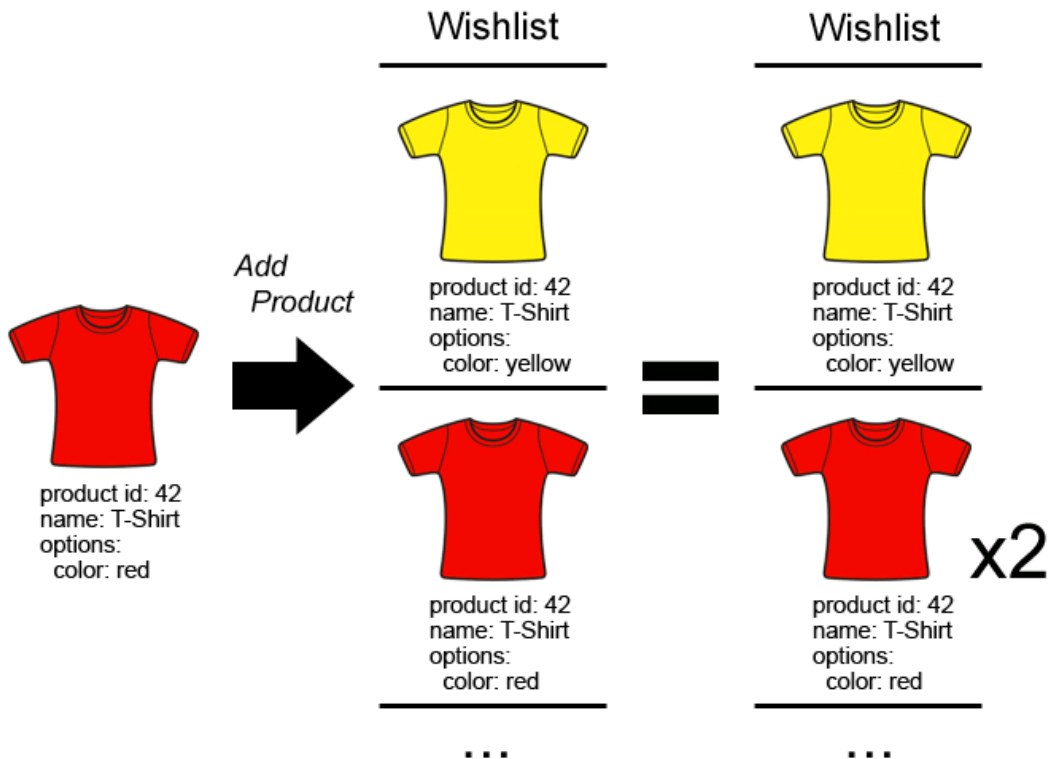 Wishlist
Wishlist
Add
Product
product id: 42
name: T-Shirt
options:
color: red
product id: 42
name: T-Shirt
options:
color: yellow
product id: 42
name: T-Shirt
options:
color: red
...
product id: 42
name: T-Shirt
options:
color: yellow
x2
product id: 42
name: T-Shirt
options:
color: red
...